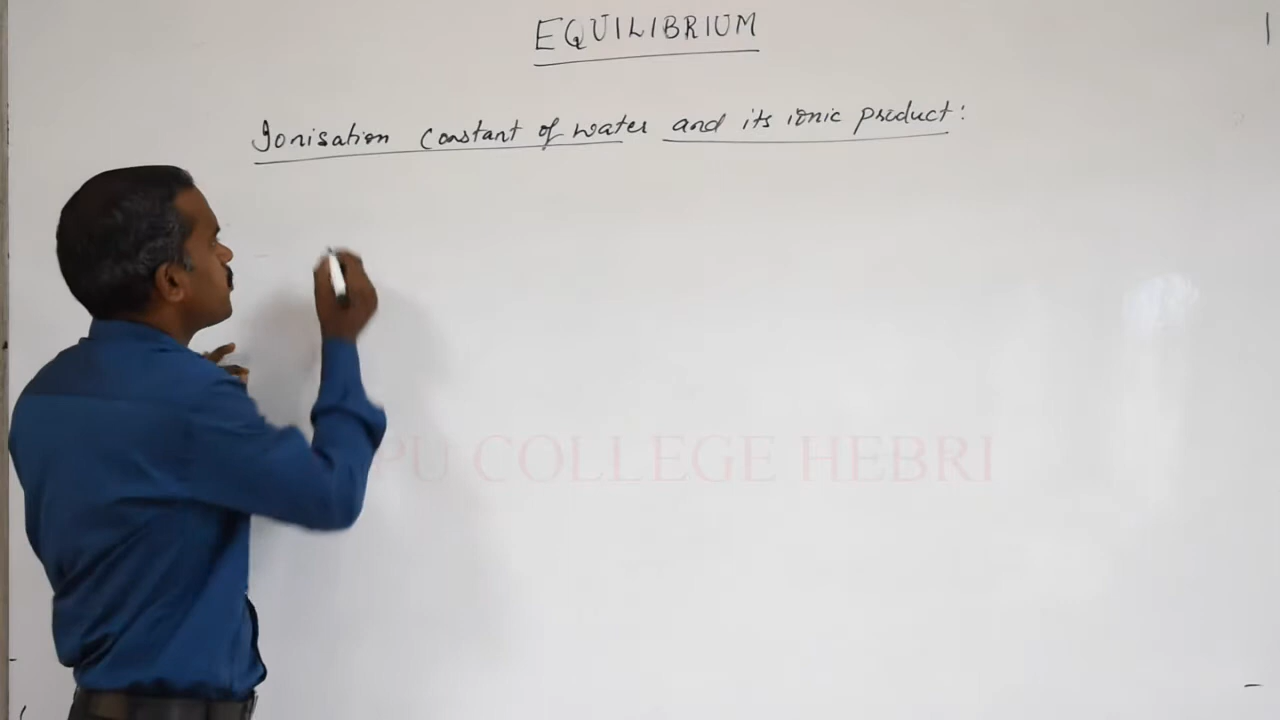 EQUILIBRIUM
Ionisation constant of water and its ionic product:
PU COLLEGE HEBRI